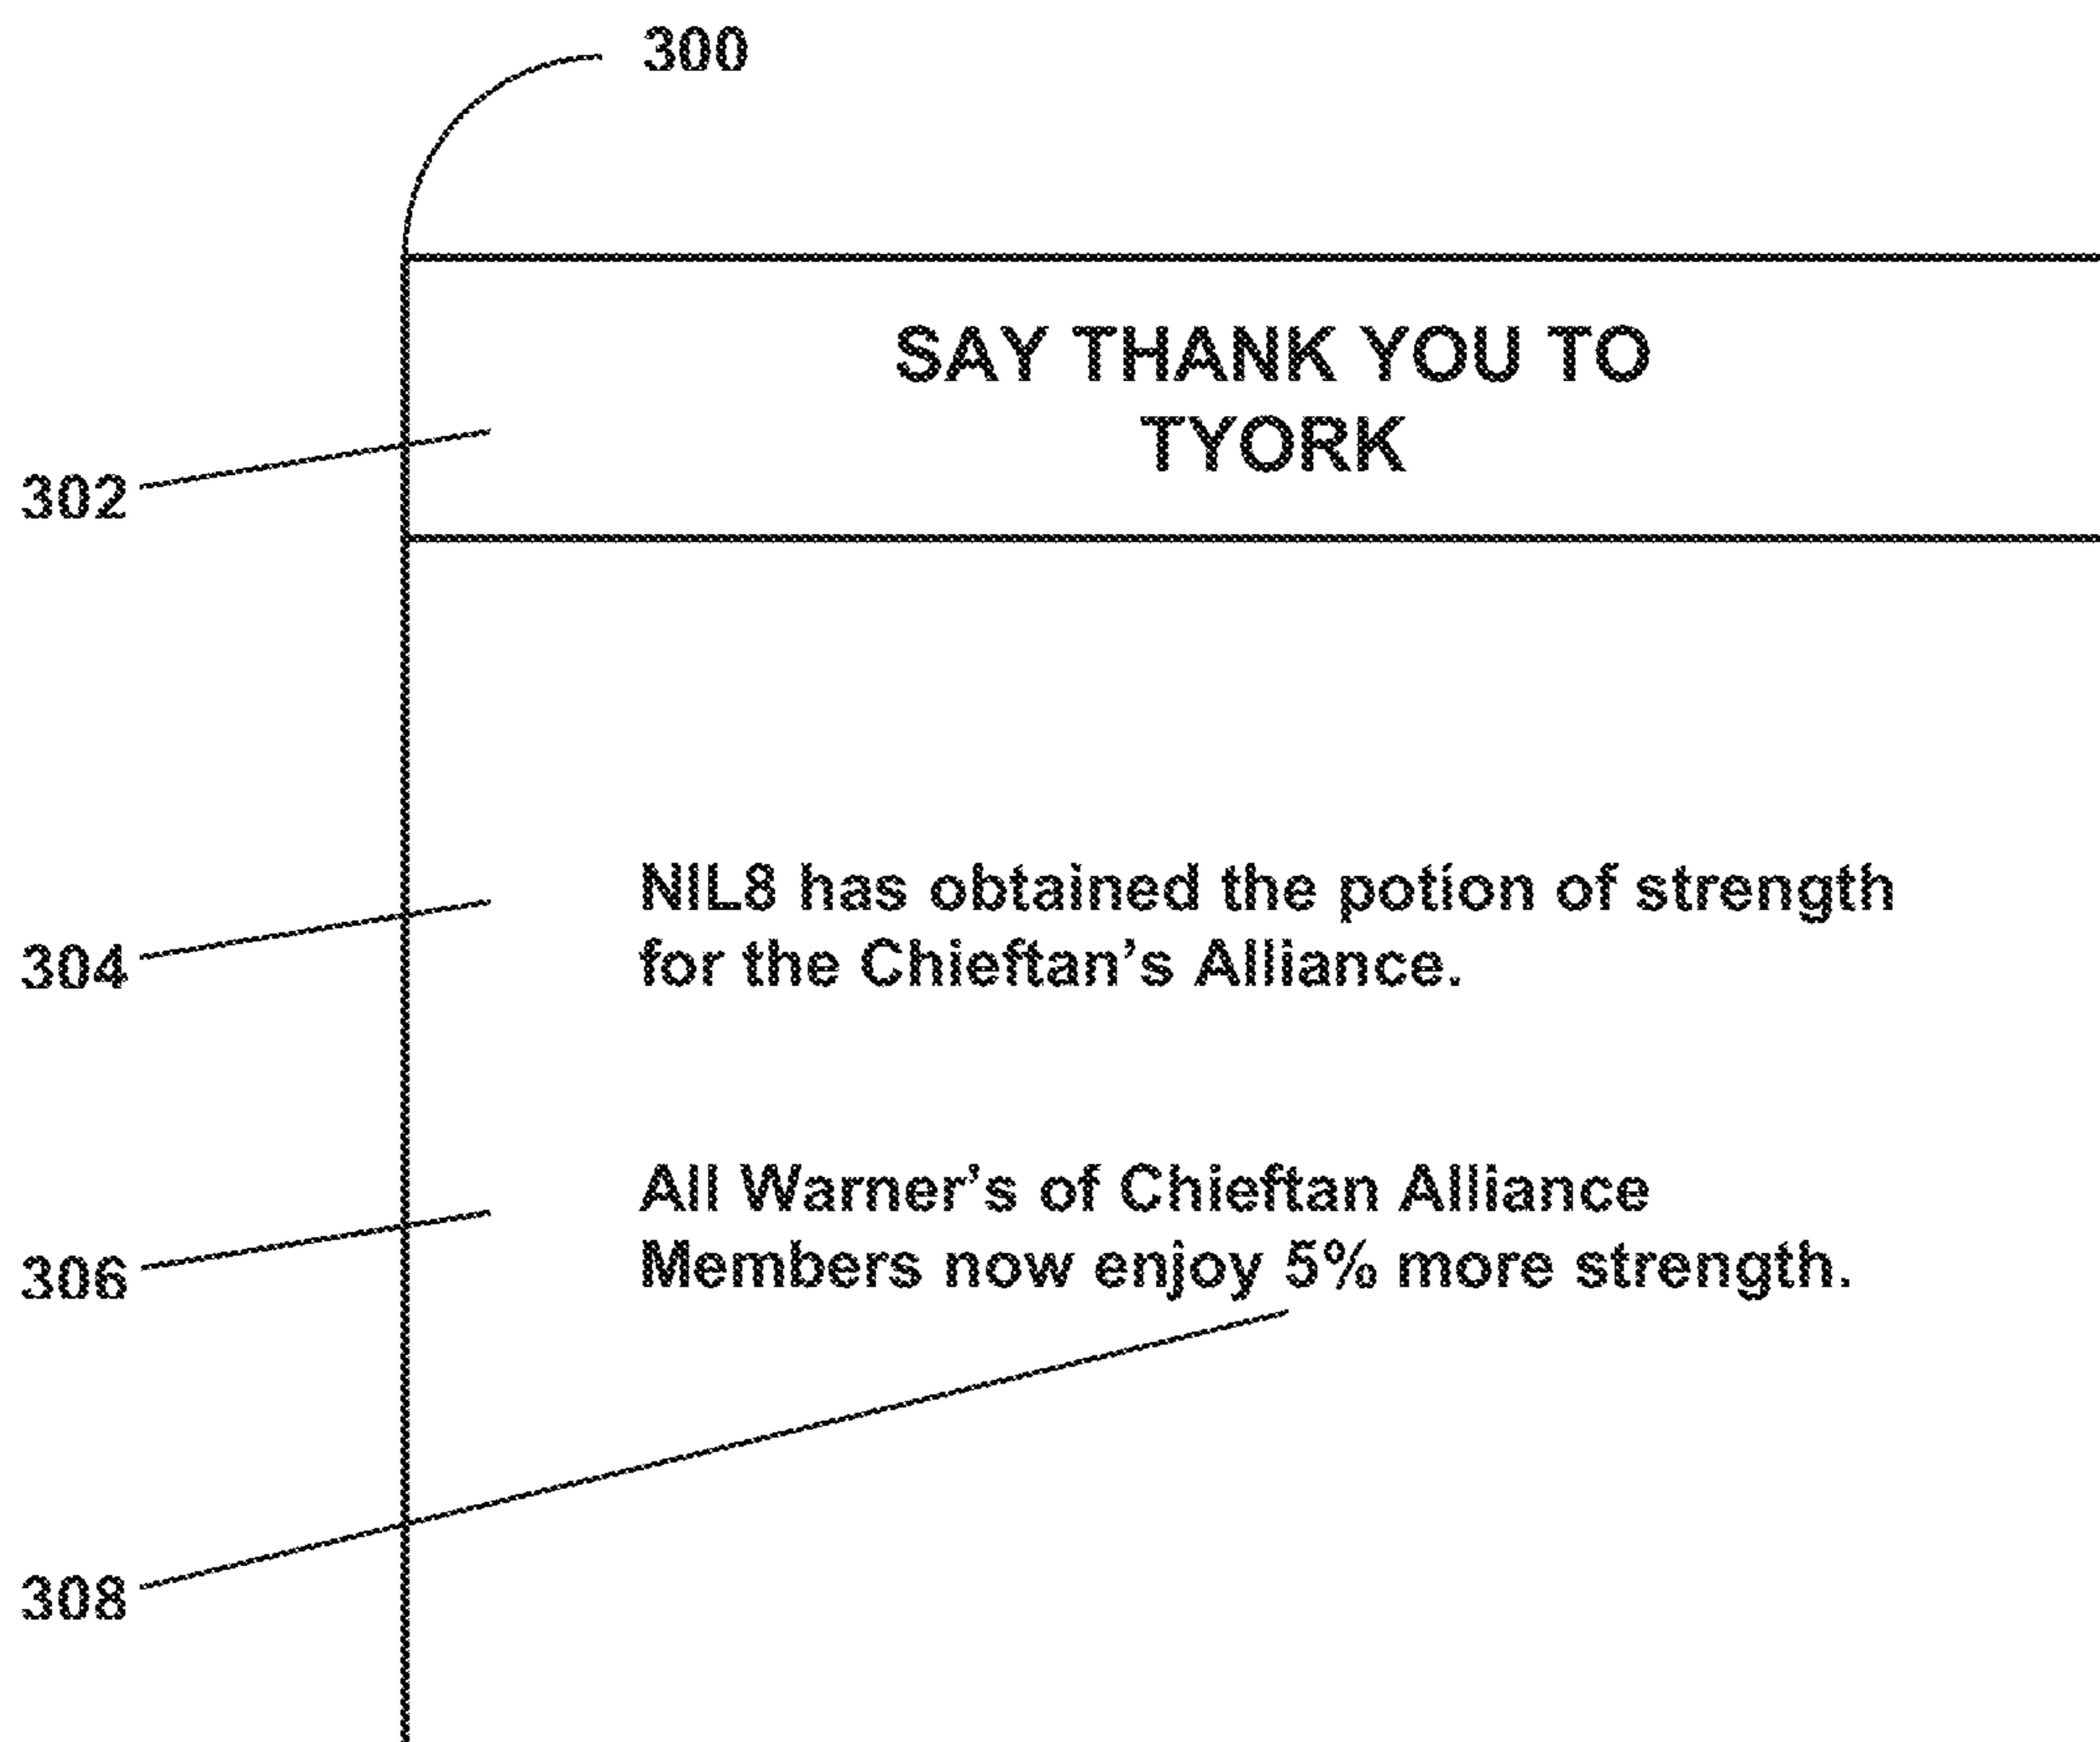 300
SAY THANK YOU TO
TYORK
302
NIL8 has obtained the potion of strength
304
for the Chieftan's Alliance.
All Warner's of Chieftan Alliance
306
Members now enjoy 5% more strength.
308